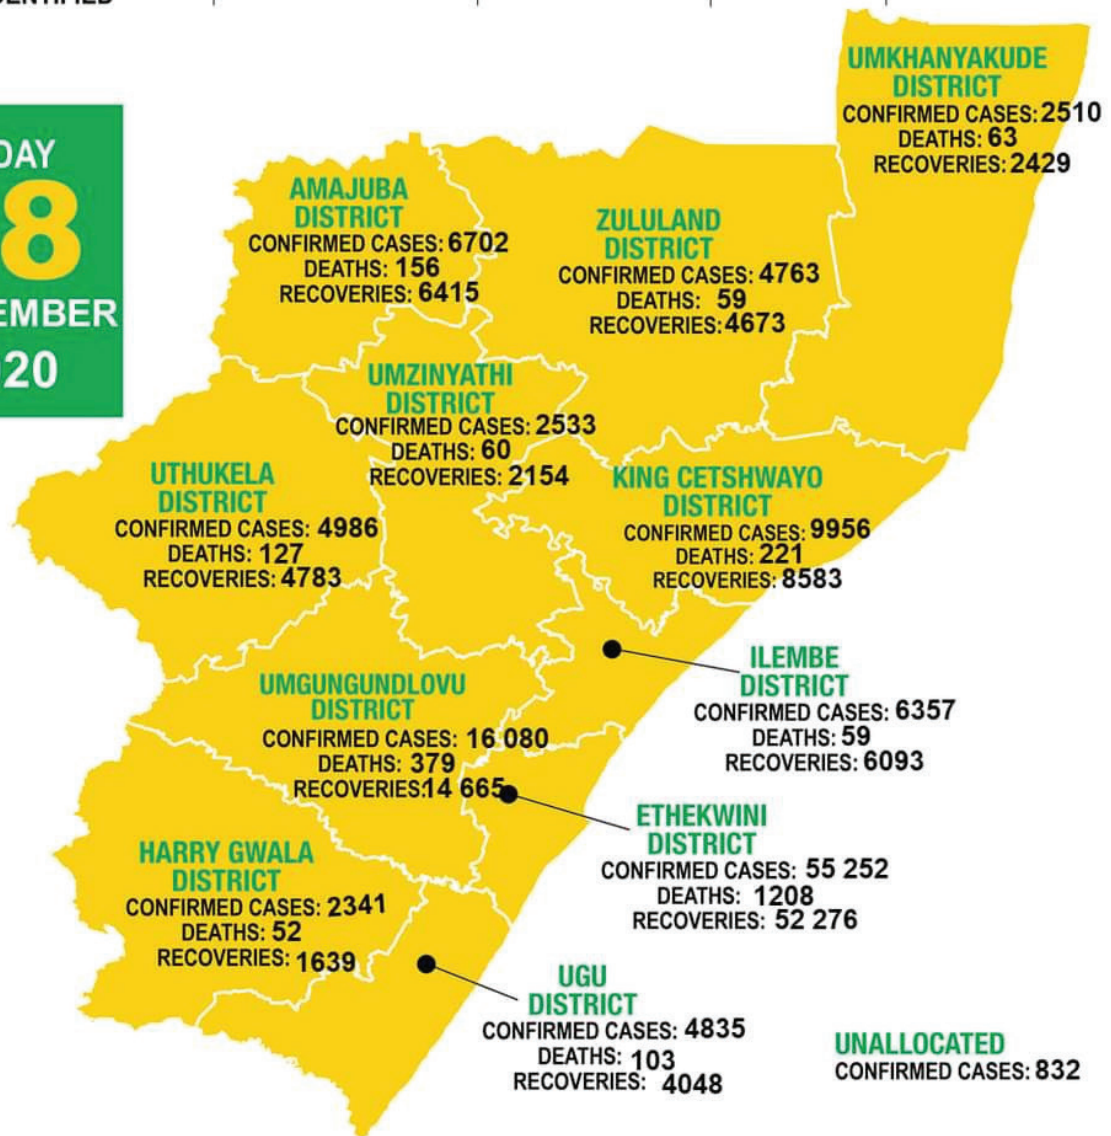 UMKHANYAKUDE
DISTRICT
CONFIRMED CASES: 2510
DEATHS: 63
RECOVERIES: 2429
DAY
8
EMBER
20
AMAJUBA
DISTRICT
CONFIRMED CASES: 6702
DEATHS: 156
RECOVERIES: 6415
ZULULAND
DISTRICT
CONFIRMED CASES: 4763
DEATHS: 59
RECOVERIES: 4673
UMZINYATHI
DISTRICT
CONFIRMED CASES: 2533
DEATHS: 60
RECOVERIES: 2154
UTHUKELA
DISTRICT
CONFIRMED CASES: 4986
DEATHS: 127
RECOVERIES: 4783
KING CETSHWAYO
DISTRICT
CONFIRMED CASES: 9956
DEATHS: 221
RECOVERIES: 8583
ILEMBE
DISTRICT
CONFIRMED CASES: 6357
DEATHS: 59
RECOVERIES: 6093
UMGUNGUNDLOVU
DISTRICT
CONFIRMED CASES: 16 080
DEATHS: 379
RECOVERIES: 14 665
ETHEKWINI
DISTRICT
CONFIRMED CASES: 55 252
DEATHS: 1208
RECOVERIES: 52 276
HARRY GWALA
DISTRICT
CONFIRMED CASES: 2341
DEATHS: 52
RECOVERIES: 1639
UGU
DISTRICT
CONFIRMED CASES: 4835
DEATHS: 103
RECOVERIES: 4048
UNALLOCATED
CONFIRMED CASES: 832